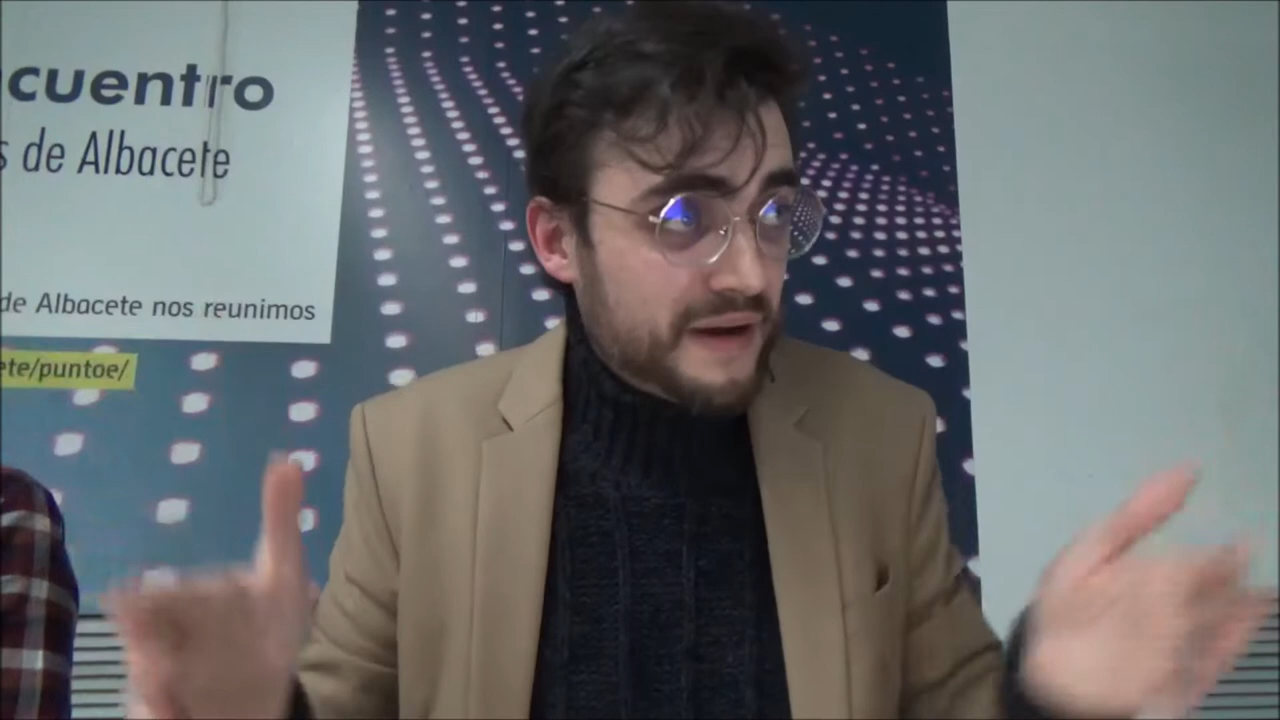 cuentro
s de Albacete
de Albacete nos reunimos
ete/puntoe/